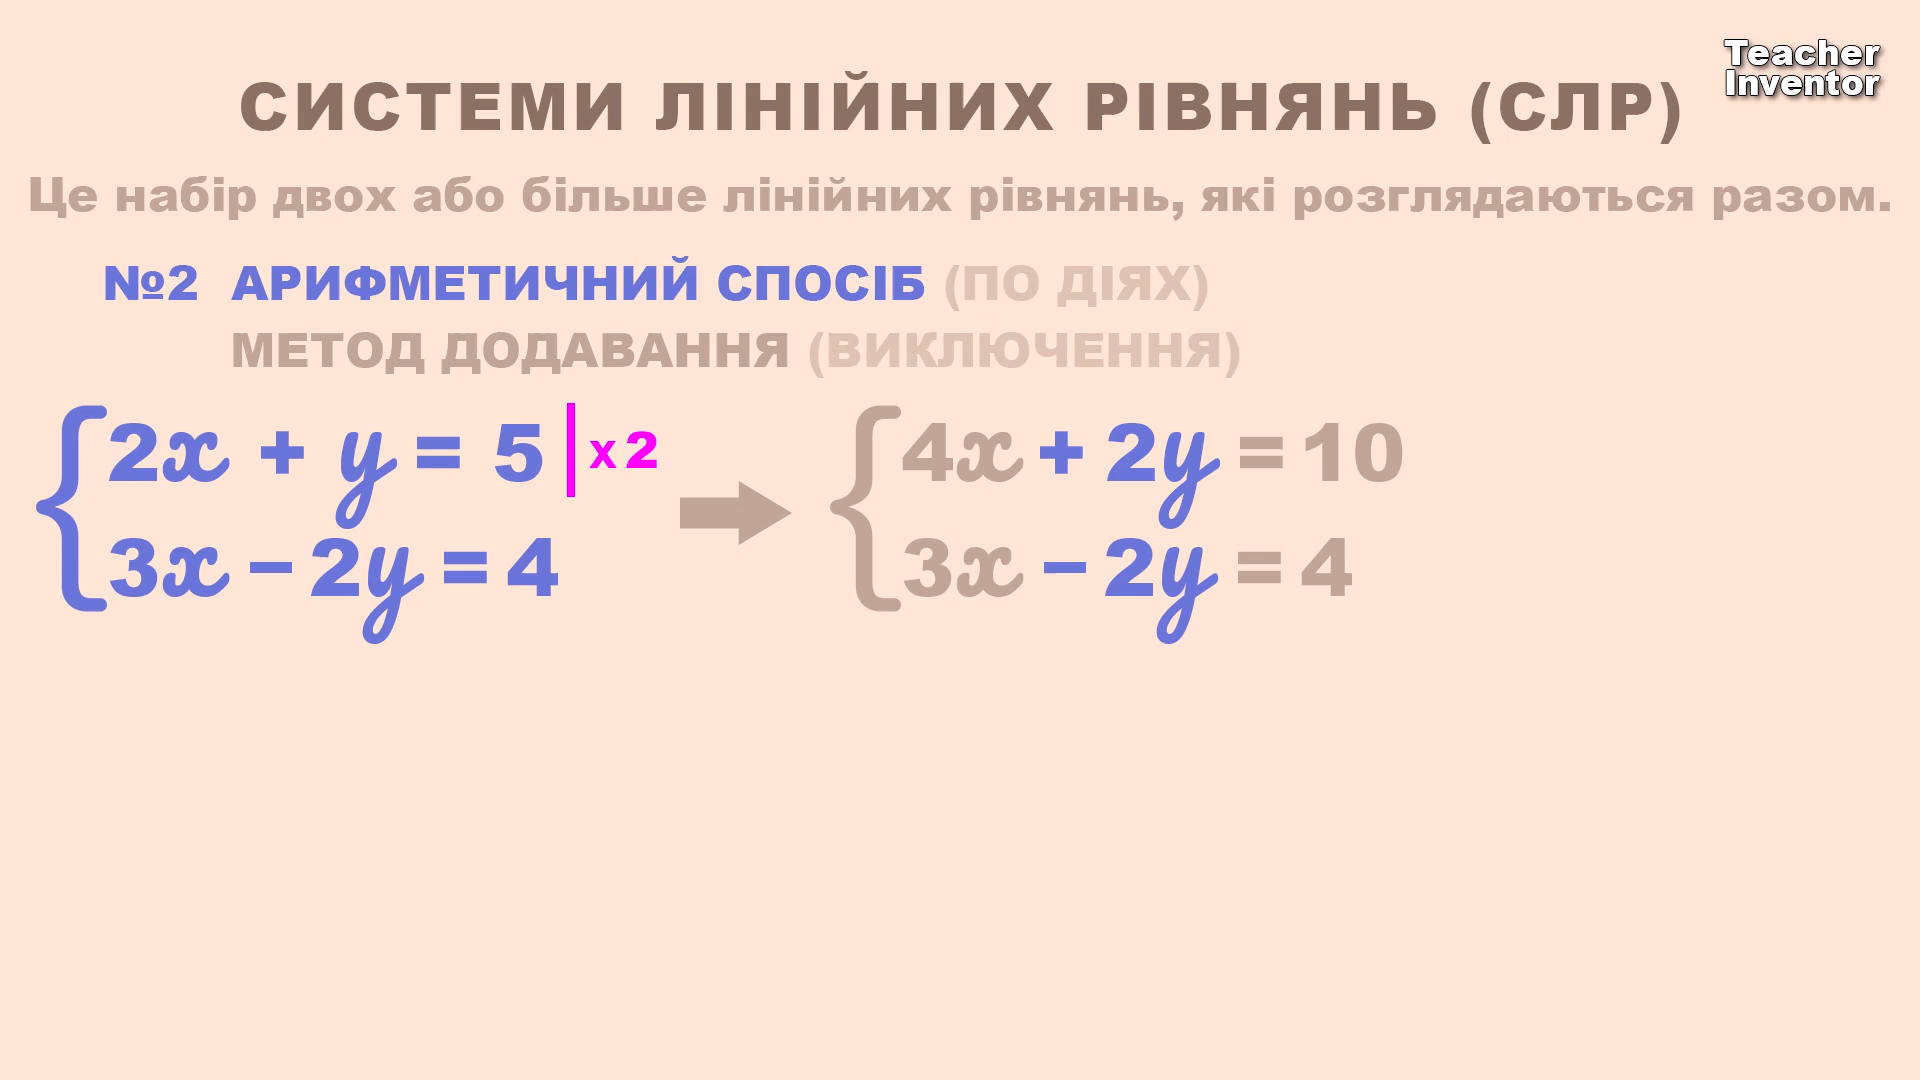 Teacher
Inventor
СИСТЕМИ ЛІНІЙНИХ РІВНЯНЬ (СЛР)
Це набір двох або більше лінійних рівнянь, які розглядаються разом.
№2 АРИФМЕТИЧНИЙ СПОСІБ (ПО ДІЯХ)
МЕТОД ДОДАВАННЯ (ВИКЛЮЧЕННЯ)
2x + y = 5 | x 2
3x – 2y = 4
4x + 2y = 10
3x – 2y = 4